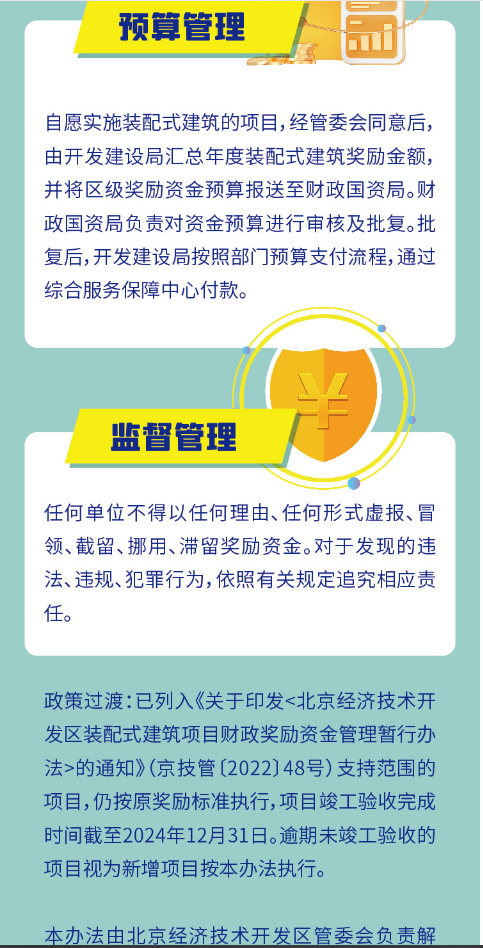 预算管理
自愿实施装配式建筑的项目，经管委会同意后，
由开发建设局汇总年度装配式建筑奖励金额，
并将区级奖励资金预算报送至财政国资局。财
政国资局负责对资金预算进行审核及批复。批
复后，开发建设局按照部门预算支付流程，通过
综合服务保障中心付款。
¥
监督管理
任何单位不得以任何理由、任何形式虚报、冒
领、截留、挪用、滞留奖励资金。对于发现的违
法、违规、犯罪行为，依照有关规定追究相应责
任。
政策过渡：已列入《关于印发<北京经济技术开
发区装配式建筑项目财政奖励资金管理暂行办
法>的通知》（京技管〔2022〕48号）支持范围的
项目，仍按原奖励标准执行，项目竣工验收完成
时间截至2024年12月31日。逾期未竣工验收的
项目视为新增项目按本办法执行。
本办法由北京经济技术开发区管委会负责解